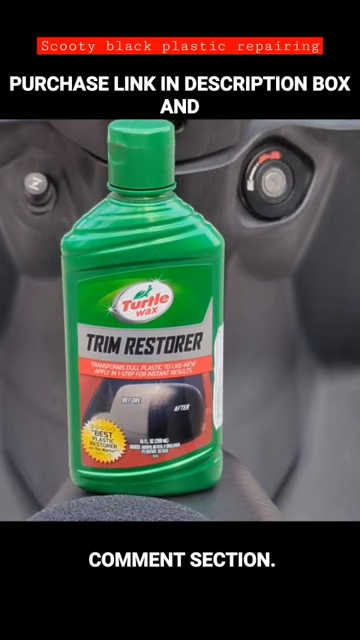 Scooty black plastic repairing
PURCHASE LINK IN DESCRIPTION BOX
AND
Turtle
wax
TRIM RESTORER
TRANSFORMS DULL PLASTIC TO LIKE-NEW
APPLY IN 1-STEP FOR INSTANT RESULTS
BEFORE
AFTER
"BEST
PLASTIC
RESTORER
COMMENT SECTION.